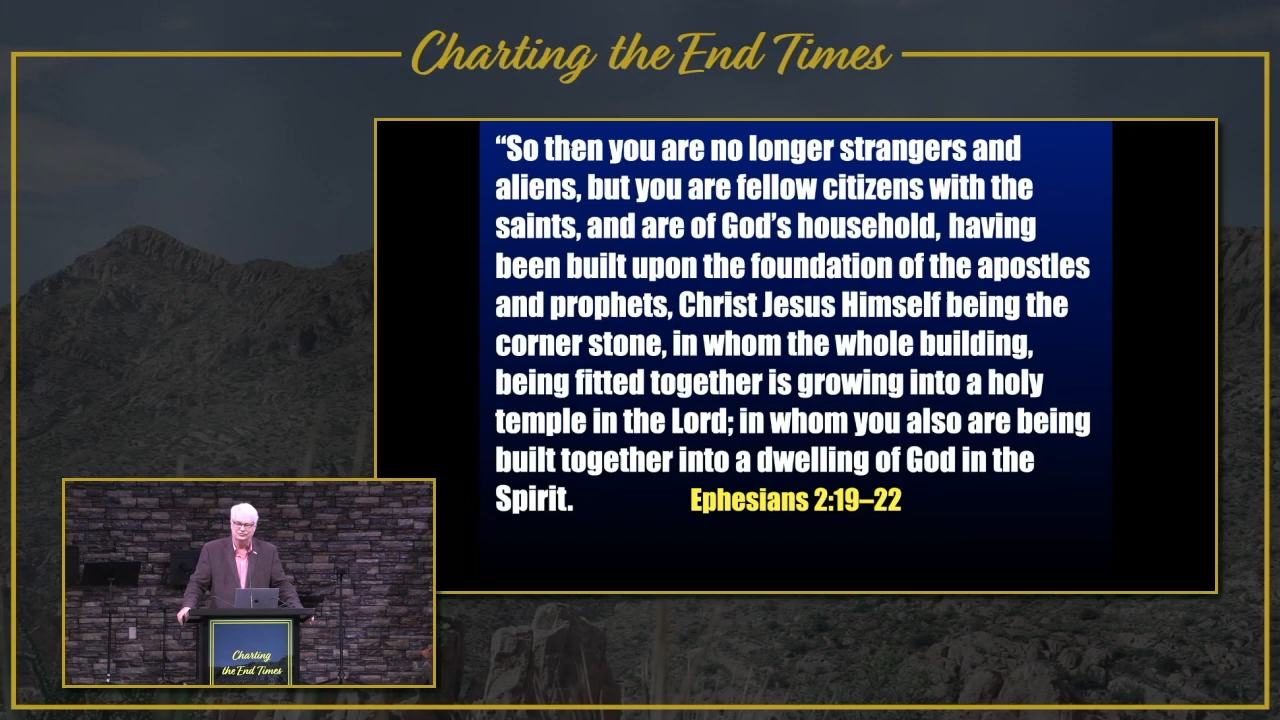 Charting the End Times
“So then you are no longer strangers and
aliens, but you are fellow citizens with the
saints, and are of God’s household, having
been built upon the foundation of the apostles
and prophets, Christ Jesus Himself being the
corner stone, in whom the whole building,
being fitted together is growing into a holy
temple in the Lord; in whom you also are being
built together into a dwelling of God in the
Spirit. Ephesians 2:19–22
Charting
the End Times